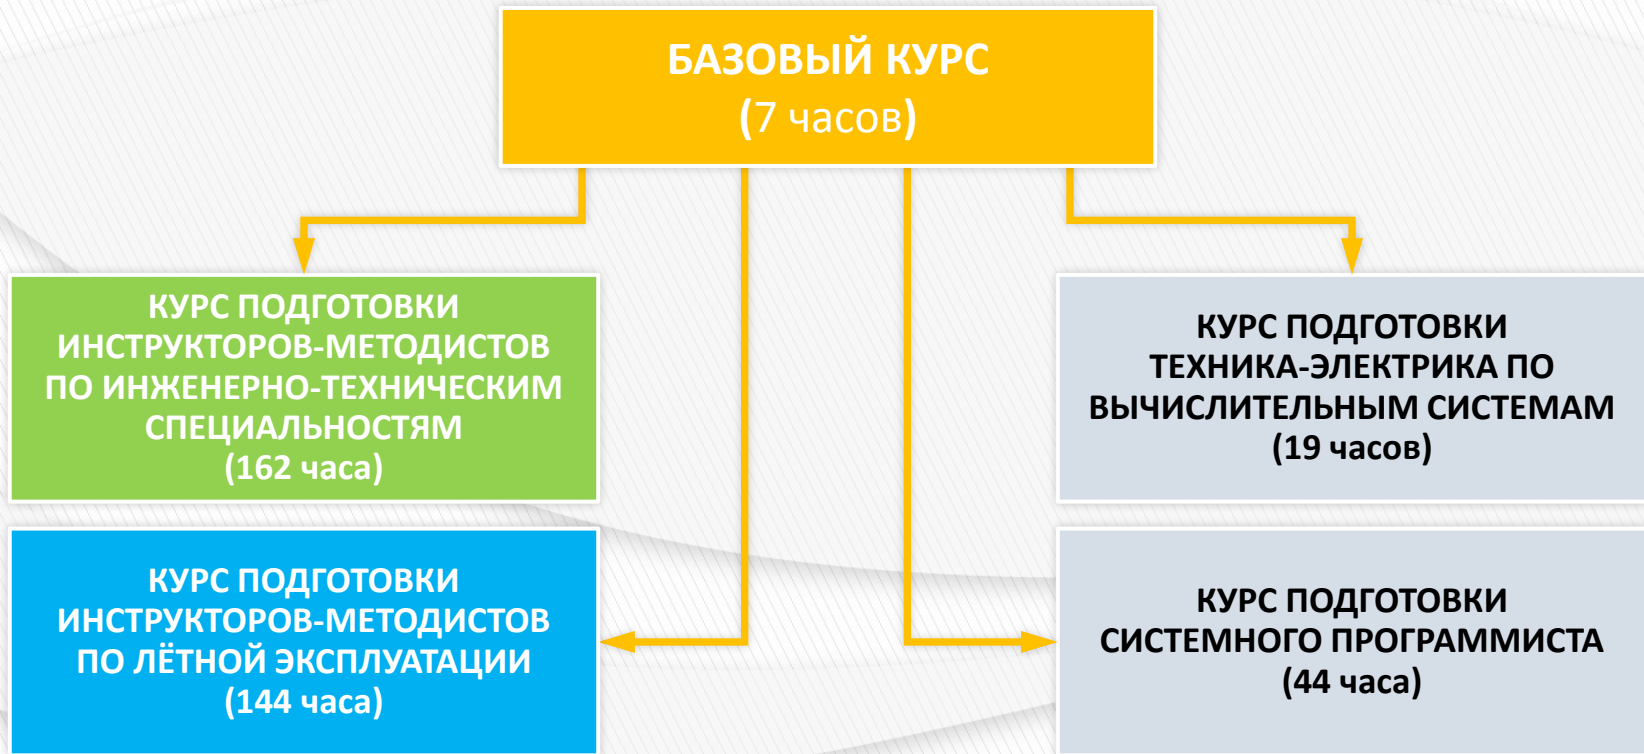 БАЗОВЫЙ КУРС
(7 часов)
КУРС ПОДГОТОВКИ
ИНСТРУКТОРОВ-МЕТОДИСТОВ
ПО ИНЖЕНЕРНО-ТЕХНИЧЕСКИМ
СПЕЦИАЛЬНОСТЯМ
(162 часа)
КУРС ПОДГОТОВКИ
ТЕХНИКА-ЭЛЕКТРИКА ПО
ВЫЧИСЛИТЕЛЬНЫМ СИСТЕМАМ
(19 часов)
КУРС ПОДГОТОВКИ
ИНСТРУКТОРОВ-МЕТОДИСТОВ
ПО ЛЁТНОЙ ЭКСПЛУАТАЦИИ
(144 часа)
КУРС ПОДГОТОВКИ
СИСТЕМНОГО ПРОГРАММИСТА
(44 часа)